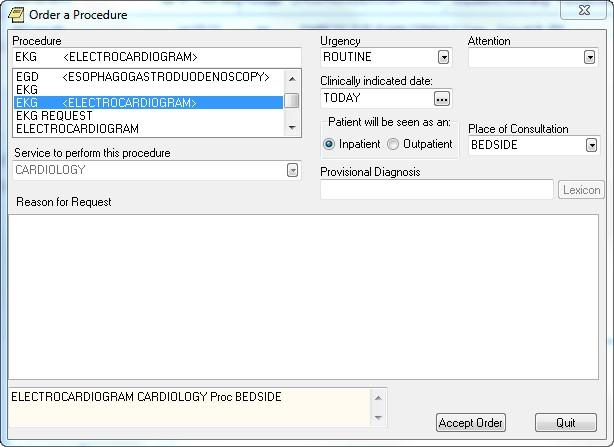 Order a Procedure
Procedure
EKG <ELECTROCARDIOGRAM>
EGD <ESOPHAGOGASTRODUODENOSCOPY>
EKG
EKG <ELECTROCARDIOGRAM>
EKG REQUEST
ELECTROCARDIOGRAM
Service to perform this procedure
CARDIOLOGY
Urgency
ROUTINE
Attention
Clinically indicated date:
TODAY
...
Patient will be seen as an:
Inpatient Outpatient
Place of Consultation
BEDSIDE
Provisional Diagnosis
Lexicon
Reason for Request
ELECTROCARDIOGRAM CARDIOLOGY Proc BEDSIDE
Accept Order
Quit